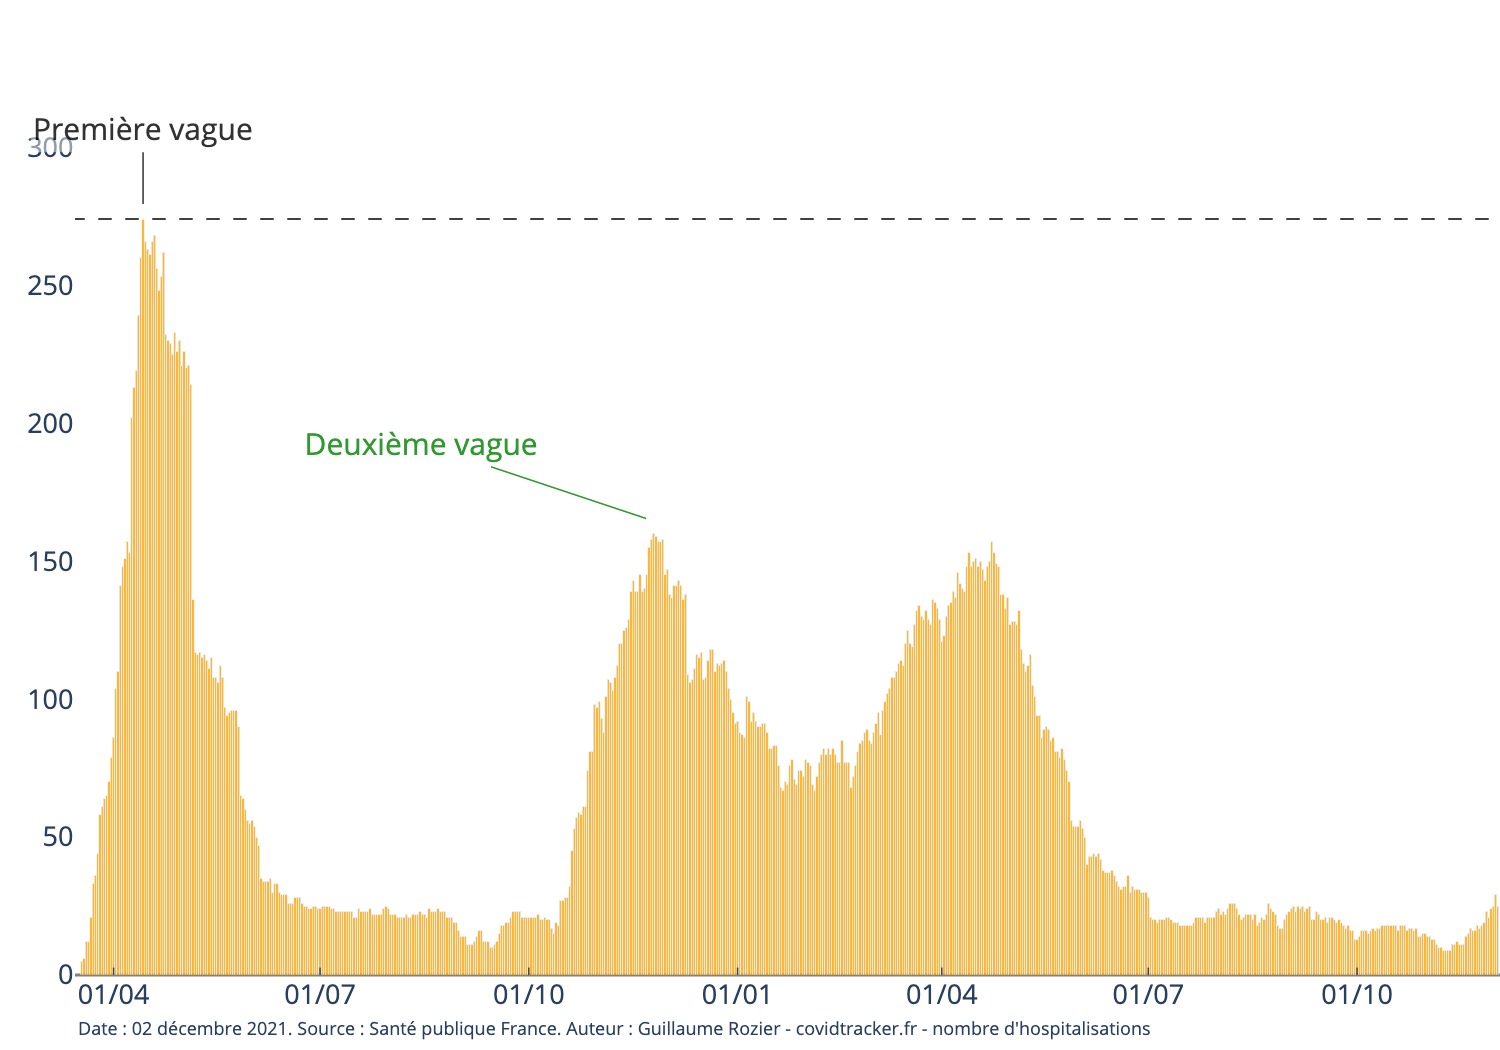 Première vague
300
250
200
Deuxième vague
150
100
50
0
01/04 01/07 01/10 01/01 01/04 01/07 01/10
Date : 02 décembre 2021. Source : Santé publique France. Auteur : Guillaume Rozier - covidtracker.fr - nombre d'hospitalisations